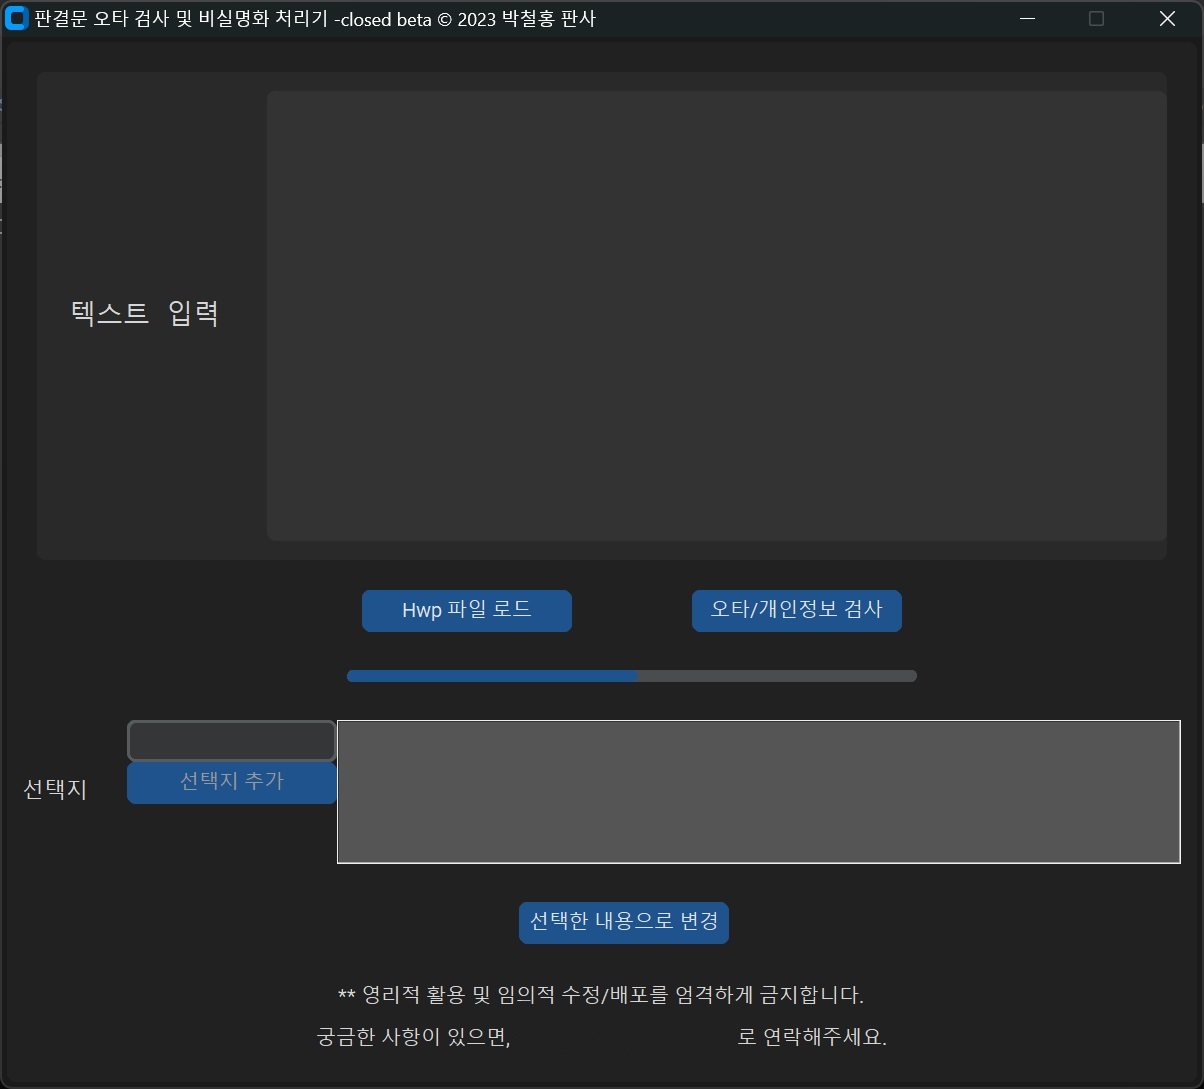 판결문 오타 검사 및 비실명화 처리기 -closed beta © 2023 박철홍 판사
텍스트 입력
Hwp 파일 로드
오타/개인정보 검사
선택지 추가
선택지
선택한 내용으로 변경
** 영리적 활용 및 임의적 수정/배포를 엄격하게 금지합니다.
궁금한 사항이 있으면, 로 연락해주세요.